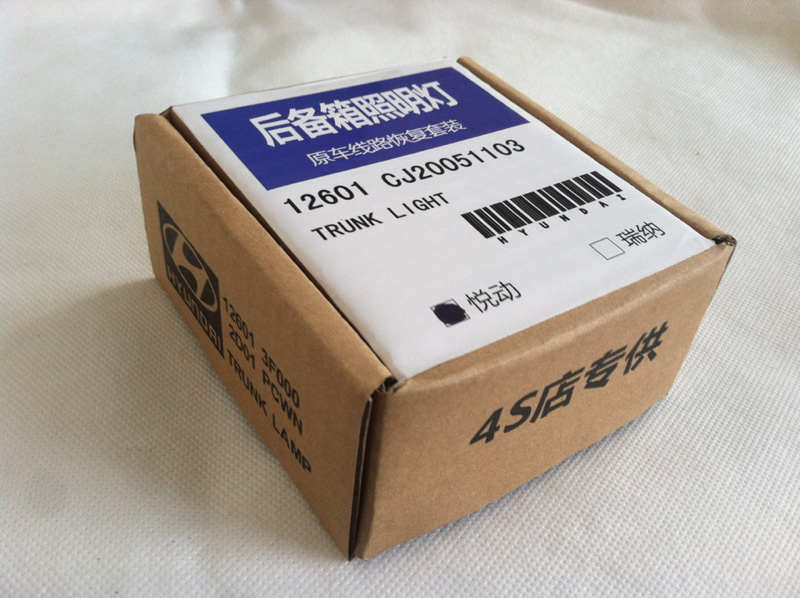 后备箱照明灯
原车线路恢复套装
12601 CJ20051103
TRUNK LIGHT
HYUNDAI
悦动
瑞纳
HYUNDAI
12601 3F000
2D01 PCWN
TRUNK LAMP
4S店专供